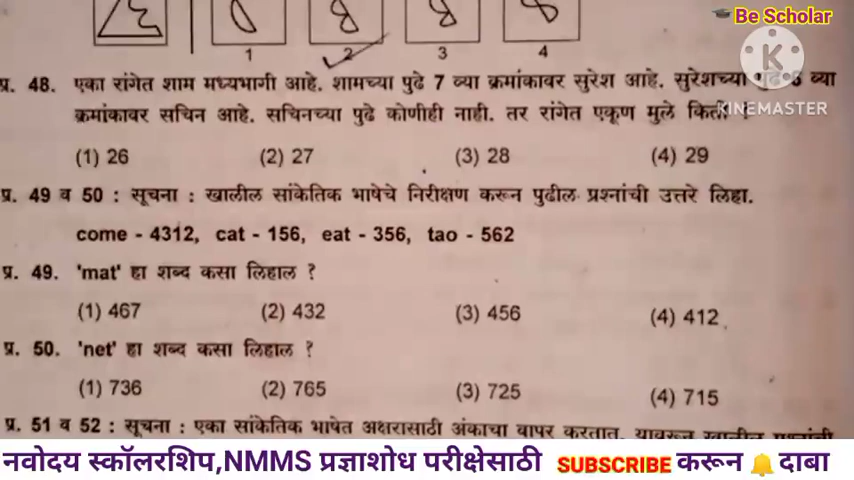 Be Scholar
1 2 3 4
प्र. 48. एका रांगेत शाम मध्यभागी आहे. शामच्या पुढे 7 व्या क्रमांकावर सुरेश आहे. सुरेशच्या पुढे व्या
क्रमांकावर सचिन आहे. सचिनच्या पुढे कोणीही नाही. तर रांगेत एकूण मुले किती ?
KINEMASTER
(1) 26 (2) 27 (3) 28 (4) 29
प्र. 49 व 50 : सूचना : खालील सांकेतिक भाषेचे निरीक्षण करून पुढील प्रश्नांची उत्तरे लिहा.
come - 4312, cat - 156, eat - 356, tao - 562
प्र. 49. 'mat' हा शब्द कसा लिहाल ?
(1) 467 (2) 432 (3) 456 (4) 412
प्र. 50. 'net' हा शब्द कसा लिहाल ?
(1) 736 (2) 765 (3) 725 (4) 715
प्र. 51 व 52 : सूचना : एका सांकेतिक भाषेत अक्षरासाठी अंकाचा वापर करतात. यावरून खालील प्रश्नांची
नवोदय स्कॉलरशिप,NMMS प्रज्ञाशोध परीक्षेसाठी SUBSCRIBE करून दाबा